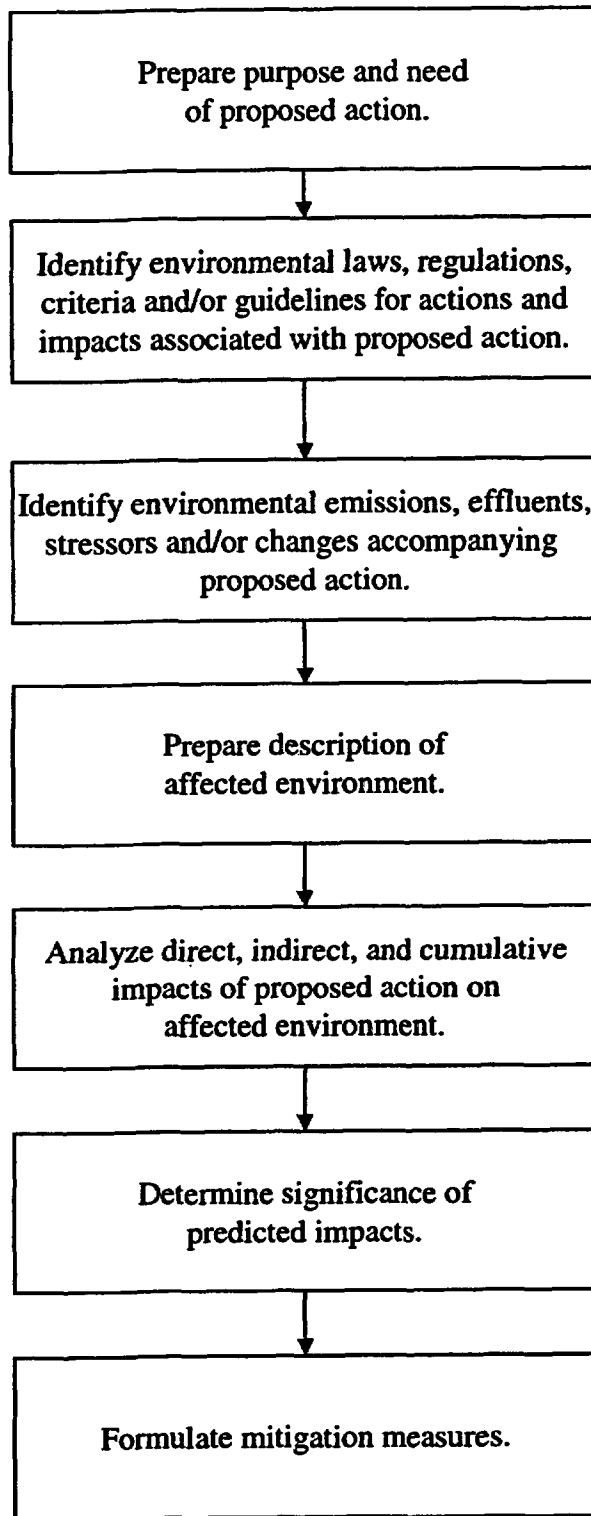 Prepare purpose and need
of proposed action.
Identify environmental laws, regulations,
criteria and/or guidelines for actions and
impacts associated with proposed action.
Identify environmental emissions, effluents,
stressors and/or changes accompanying
proposed action.
Prepare description of
affected environment.
Analyze direct, indirect, and cumulative
impacts of proposed action on
affected environment.
Determine significance of
predicted impacts.
Formulate mitigation measures.